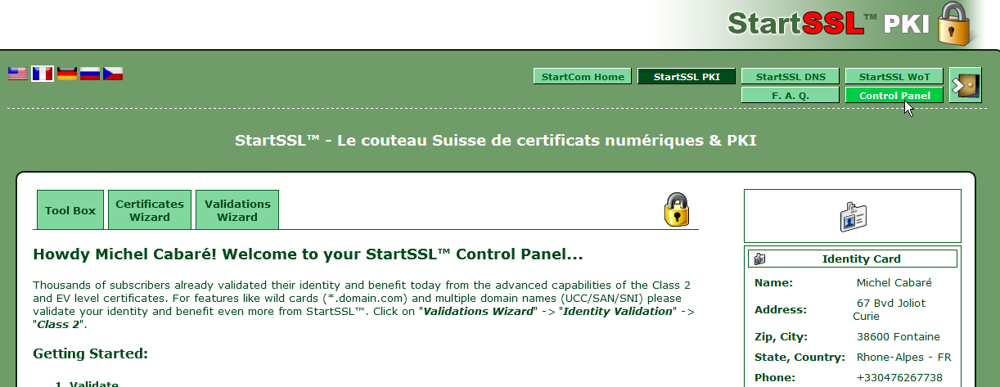 StartSSL™ PKI
StartCom Home
StartSSL PKI
StartSSL DNS
StartSSL WoT
F. A. Q.
Control Panel
StartSSL™ - Le couteau Suisse de certificats numériques & PKI
Tool Box
Certificates
Wizard
Validations
Wizard
Howdy Michel Cabaré! Welcome to your StartSSL™ Control Panel...
Thousands of subscribers already validated their identity and benefit today from the advanced capabilities of the Class 2
and EV level certificates. For features like wild cards (*.domain.com) and multiple domain names (UCC/SAN/SNI) please
validate your identity and benefit even more from StartSSL™. Click on "Validations Wizard" -> "Identity Validation" ->
"Class 2".
Getting Started:
1. Validate
Identity Card
Name: Michel Cabaré
Address: 67 Bvd Joliot
Curie
Zip, City: 38600 Fontaine
State, Country: Rhone-Alpes - FR
Phone: +330476267738